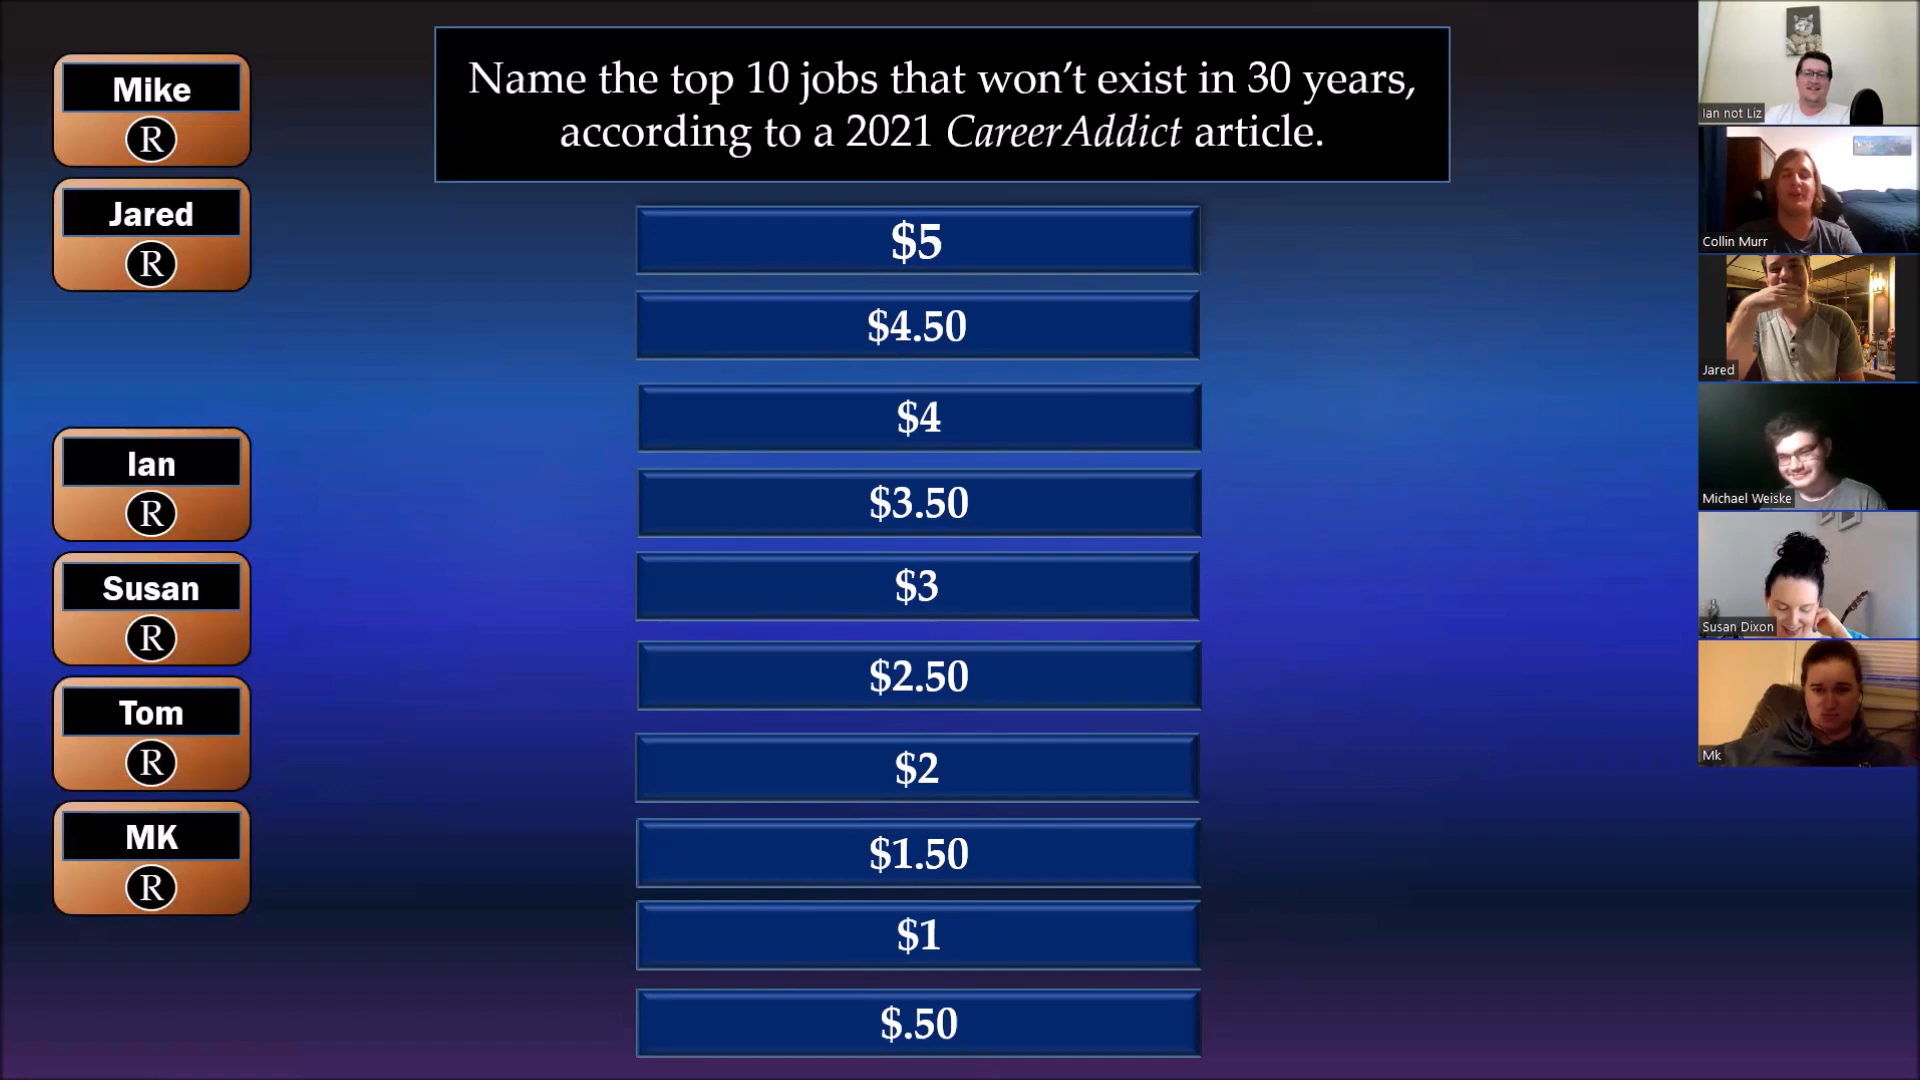 Name the top 10 jobs that won't exist in 30 years,
according to a 2021 CareerAddict article.
Mike
R
Jared
R
Ian
R
Susan
R
Tom
R
MK
R
$5
$4.50
$4
$3.50
$3
$2.50
$2
$1.50
$1
$.50
Ian not Liz
Collin Murr
Jared
Michael Weiske
Susan Dixon
Mk